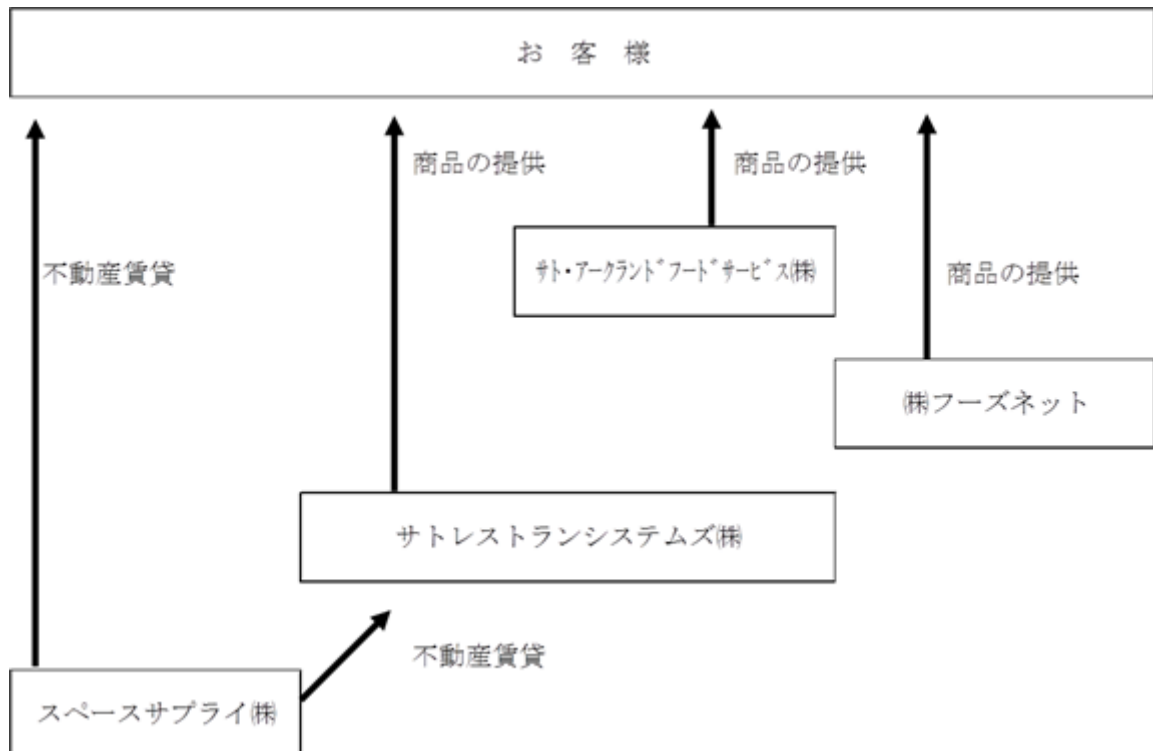 お 客 様
商品の提供
商品の提供
不動産賃貸
サト・アークランドフードサービス㈱
商品の提供
㈱フーズネット
サトレストランシステムズ㈱
不動産賃貸
スペースサプライ㈱